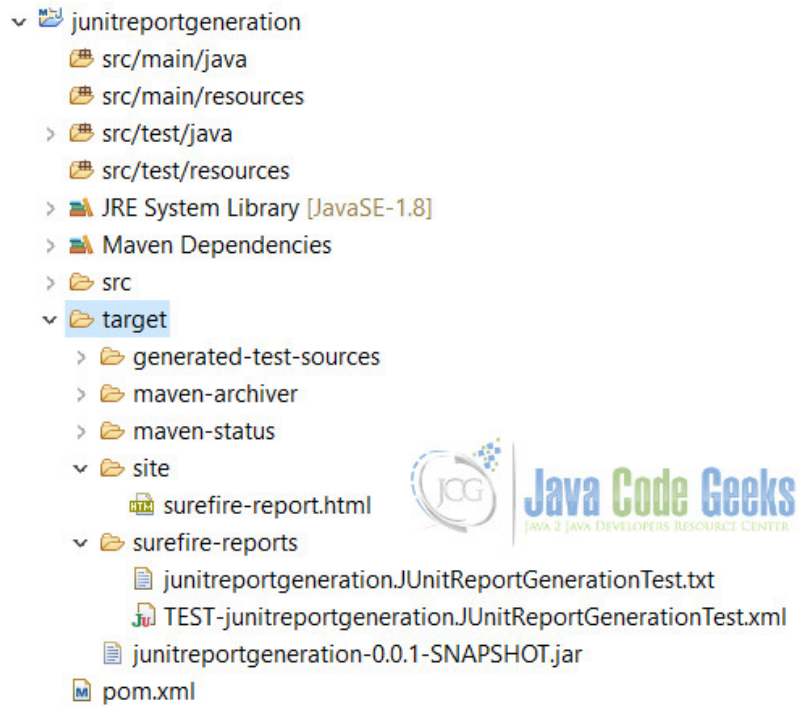 junitreportgeneration
src/main/java
src/main/resources
src/test/java
src/test/resources
JRE System Library [JavaSE-1.8]
Maven Dependencies
src
target
generated-test-sources
maven-archiver
maven-status
site
surefire-report.html
surefire-reports
junitreportgeneration.JUnitReportGenerationTest.txt
TEST-junitreportgeneration.JUnitReportGenerationTest.xml
junitreportgeneration-0.0.1-SNAPSHOT.jar
pom.xml
JCG
Java Code Geeks
JAVA 2 JAVA DEVELOPERS RESOURCE CENTER